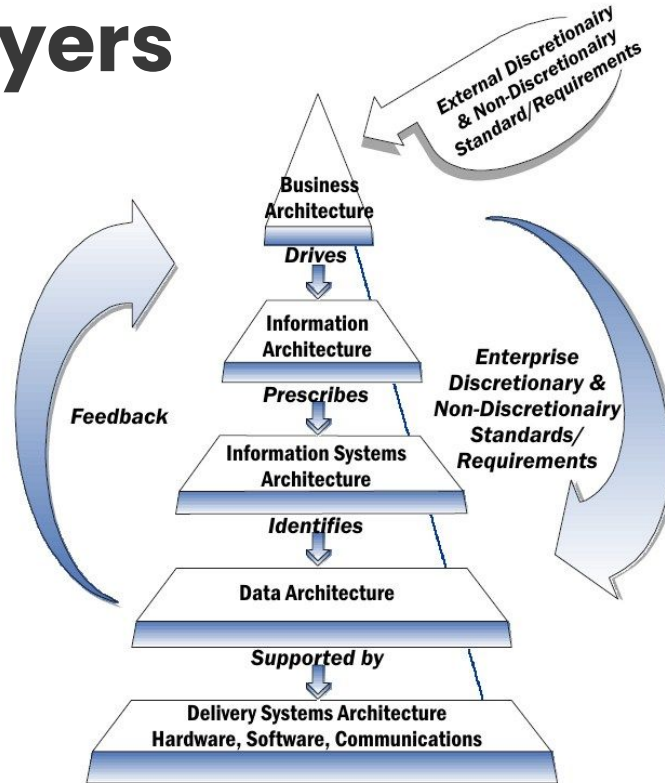 yers
External Discretionairy
& Non-Discretionairy
Standard/Requirements
Business
Architecture
Drives
Information
Architecture
Prescribes
Feedback
Enterprise
Discretionary &
Non-Discretionairy
Standards/
Requirements
Information Systems
Architecture
Identifies
Data Architecture
Supported by
Delivery Systems Architecture
Hardware, Software, Communications